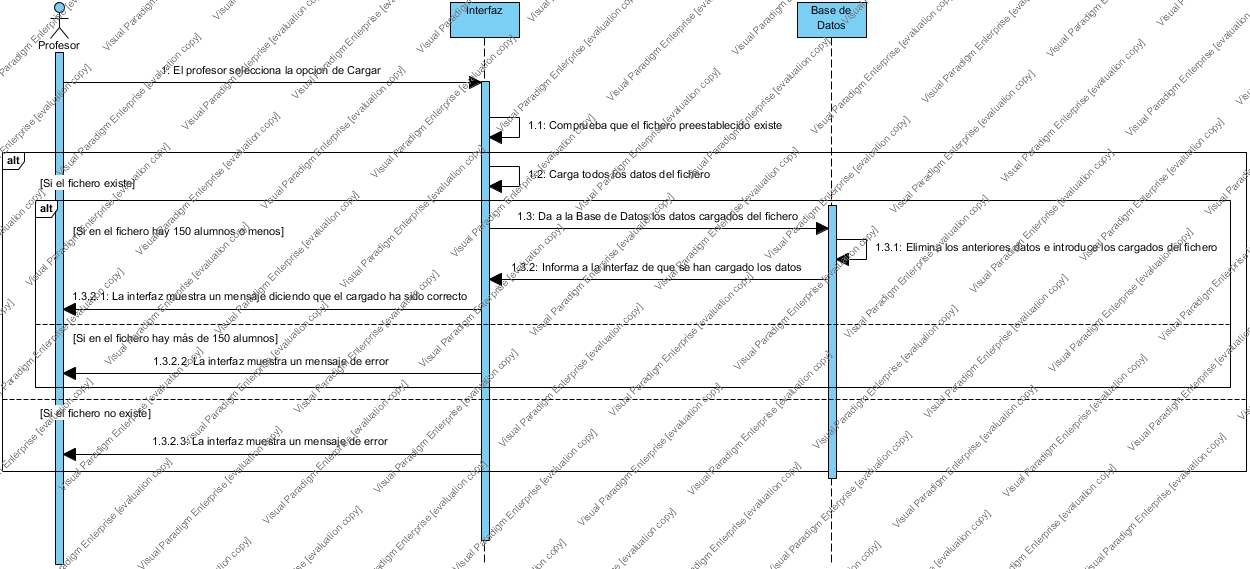 Interfaz
Base de
Datos
Profesor
1: El profesor selecciona la opcion de Cargar
1.1: Comprueba que el fichero preestablecido existe
alt
1.2: Carga todos los datos del fichero
[Si el fichero existe]
alt
1.3: Da a la Base de Datos los datos cargados del fichero
[Si en el fichero hay 150 alumnos o menos]
1.3.1: Elimina los anteriores datos e introduce los cargados del fichero
1.3.2: Informa a la interfaz de que se han cargado los datos
1.3.2.1: La interfaz muestra un mensaje diciendo que el cargado ha sido correcto
[Si en el fichero hay más de 150 alumnos]
1.3.2.2: La interfaz muestra un mensaje de error
[Si el fichero no existe]
1.3.2.3: La interfaz muestra un mensaje de error
Visual Paradigm Enterprise [evaluation copy]